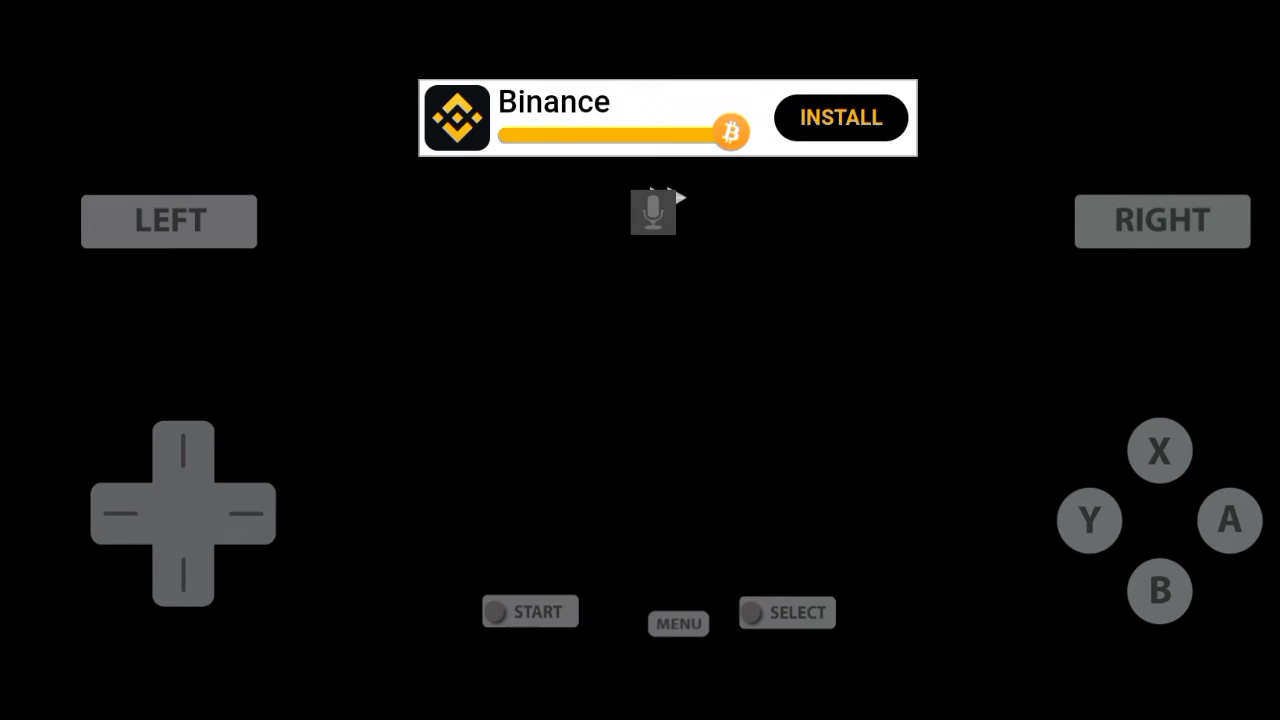 Binance
INSTALL
LEFT
RIGHT
X
Y
A
B
START
SELECT
MENU